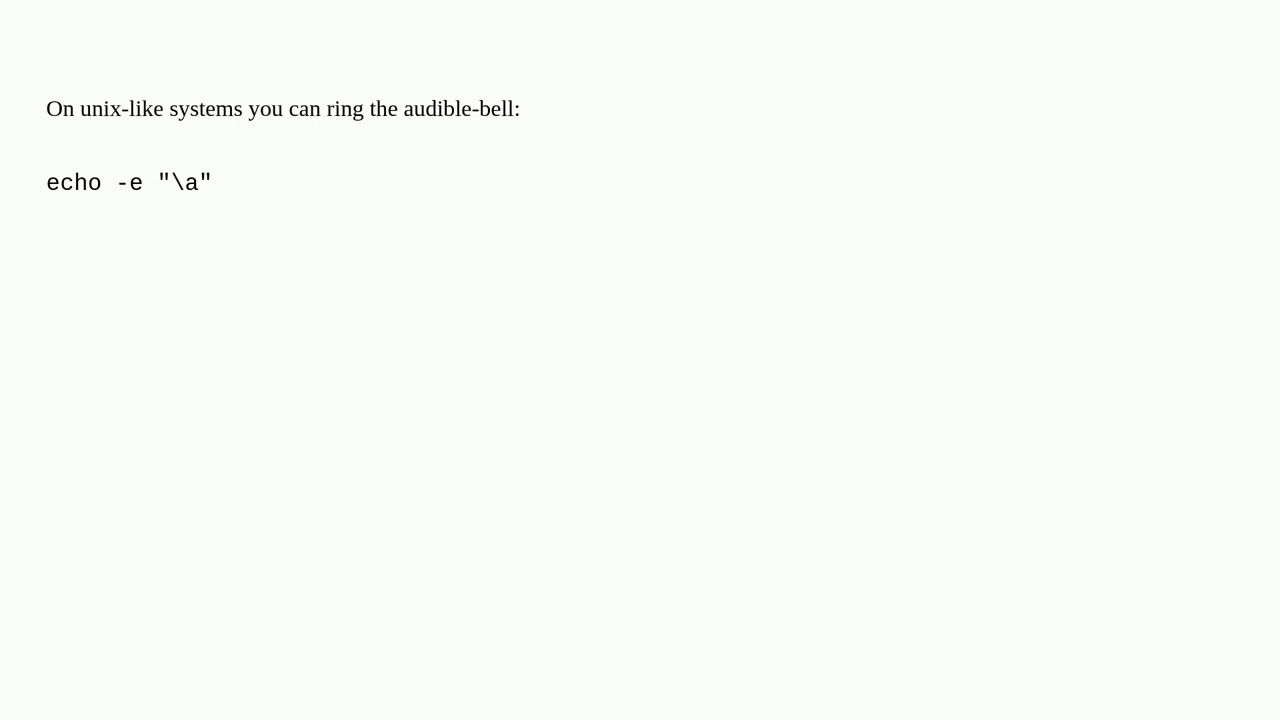 On unix-like systems you can ring the audible-bell:
echo -e "\a"